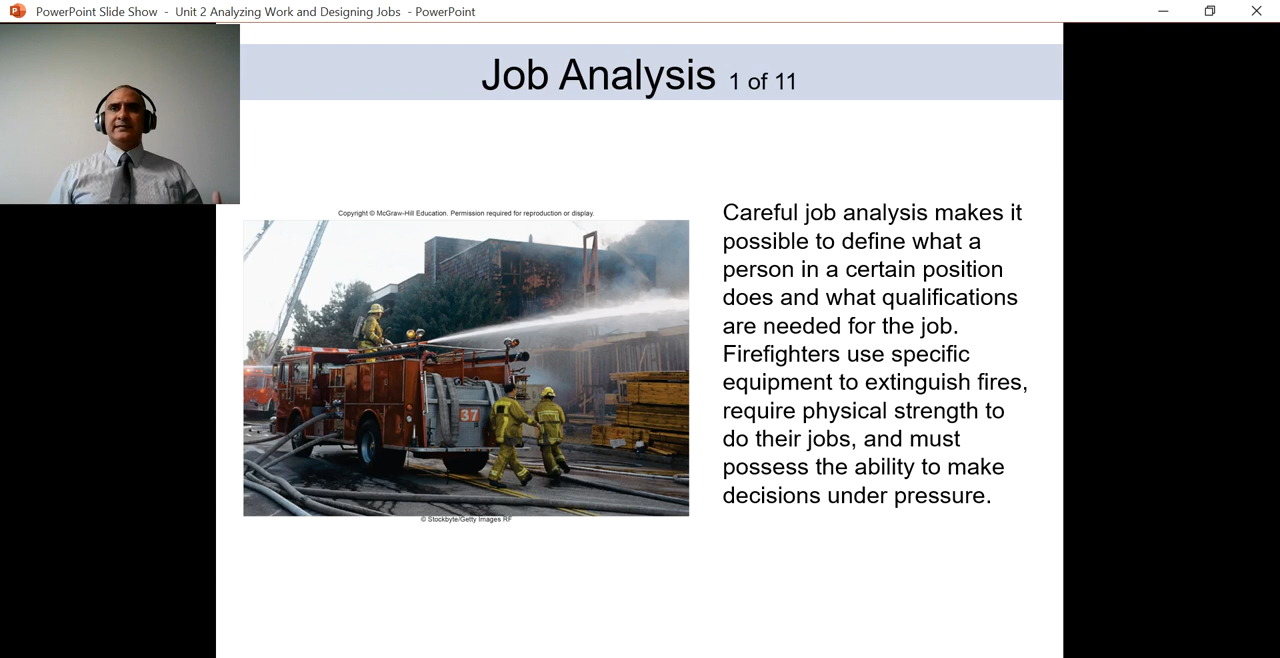 PowerPoint Slide Show - Unit 2 Analyzing Work and Designing Jobs - PowerPoint
Job Analysis 1 of 11
Copyright © McGraw-Hill Education. Permission required for reproduction or display.
37
© Stockbyte/Getty Images RF
Careful job analysis makes it
possible to define what a
person in a certain position
does and what qualifications
are needed for the job.
Firefighters use specific
equipment to extinguish fires,
require physical strength to
do their jobs, and must
possess the ability to make
decisions under pressure.